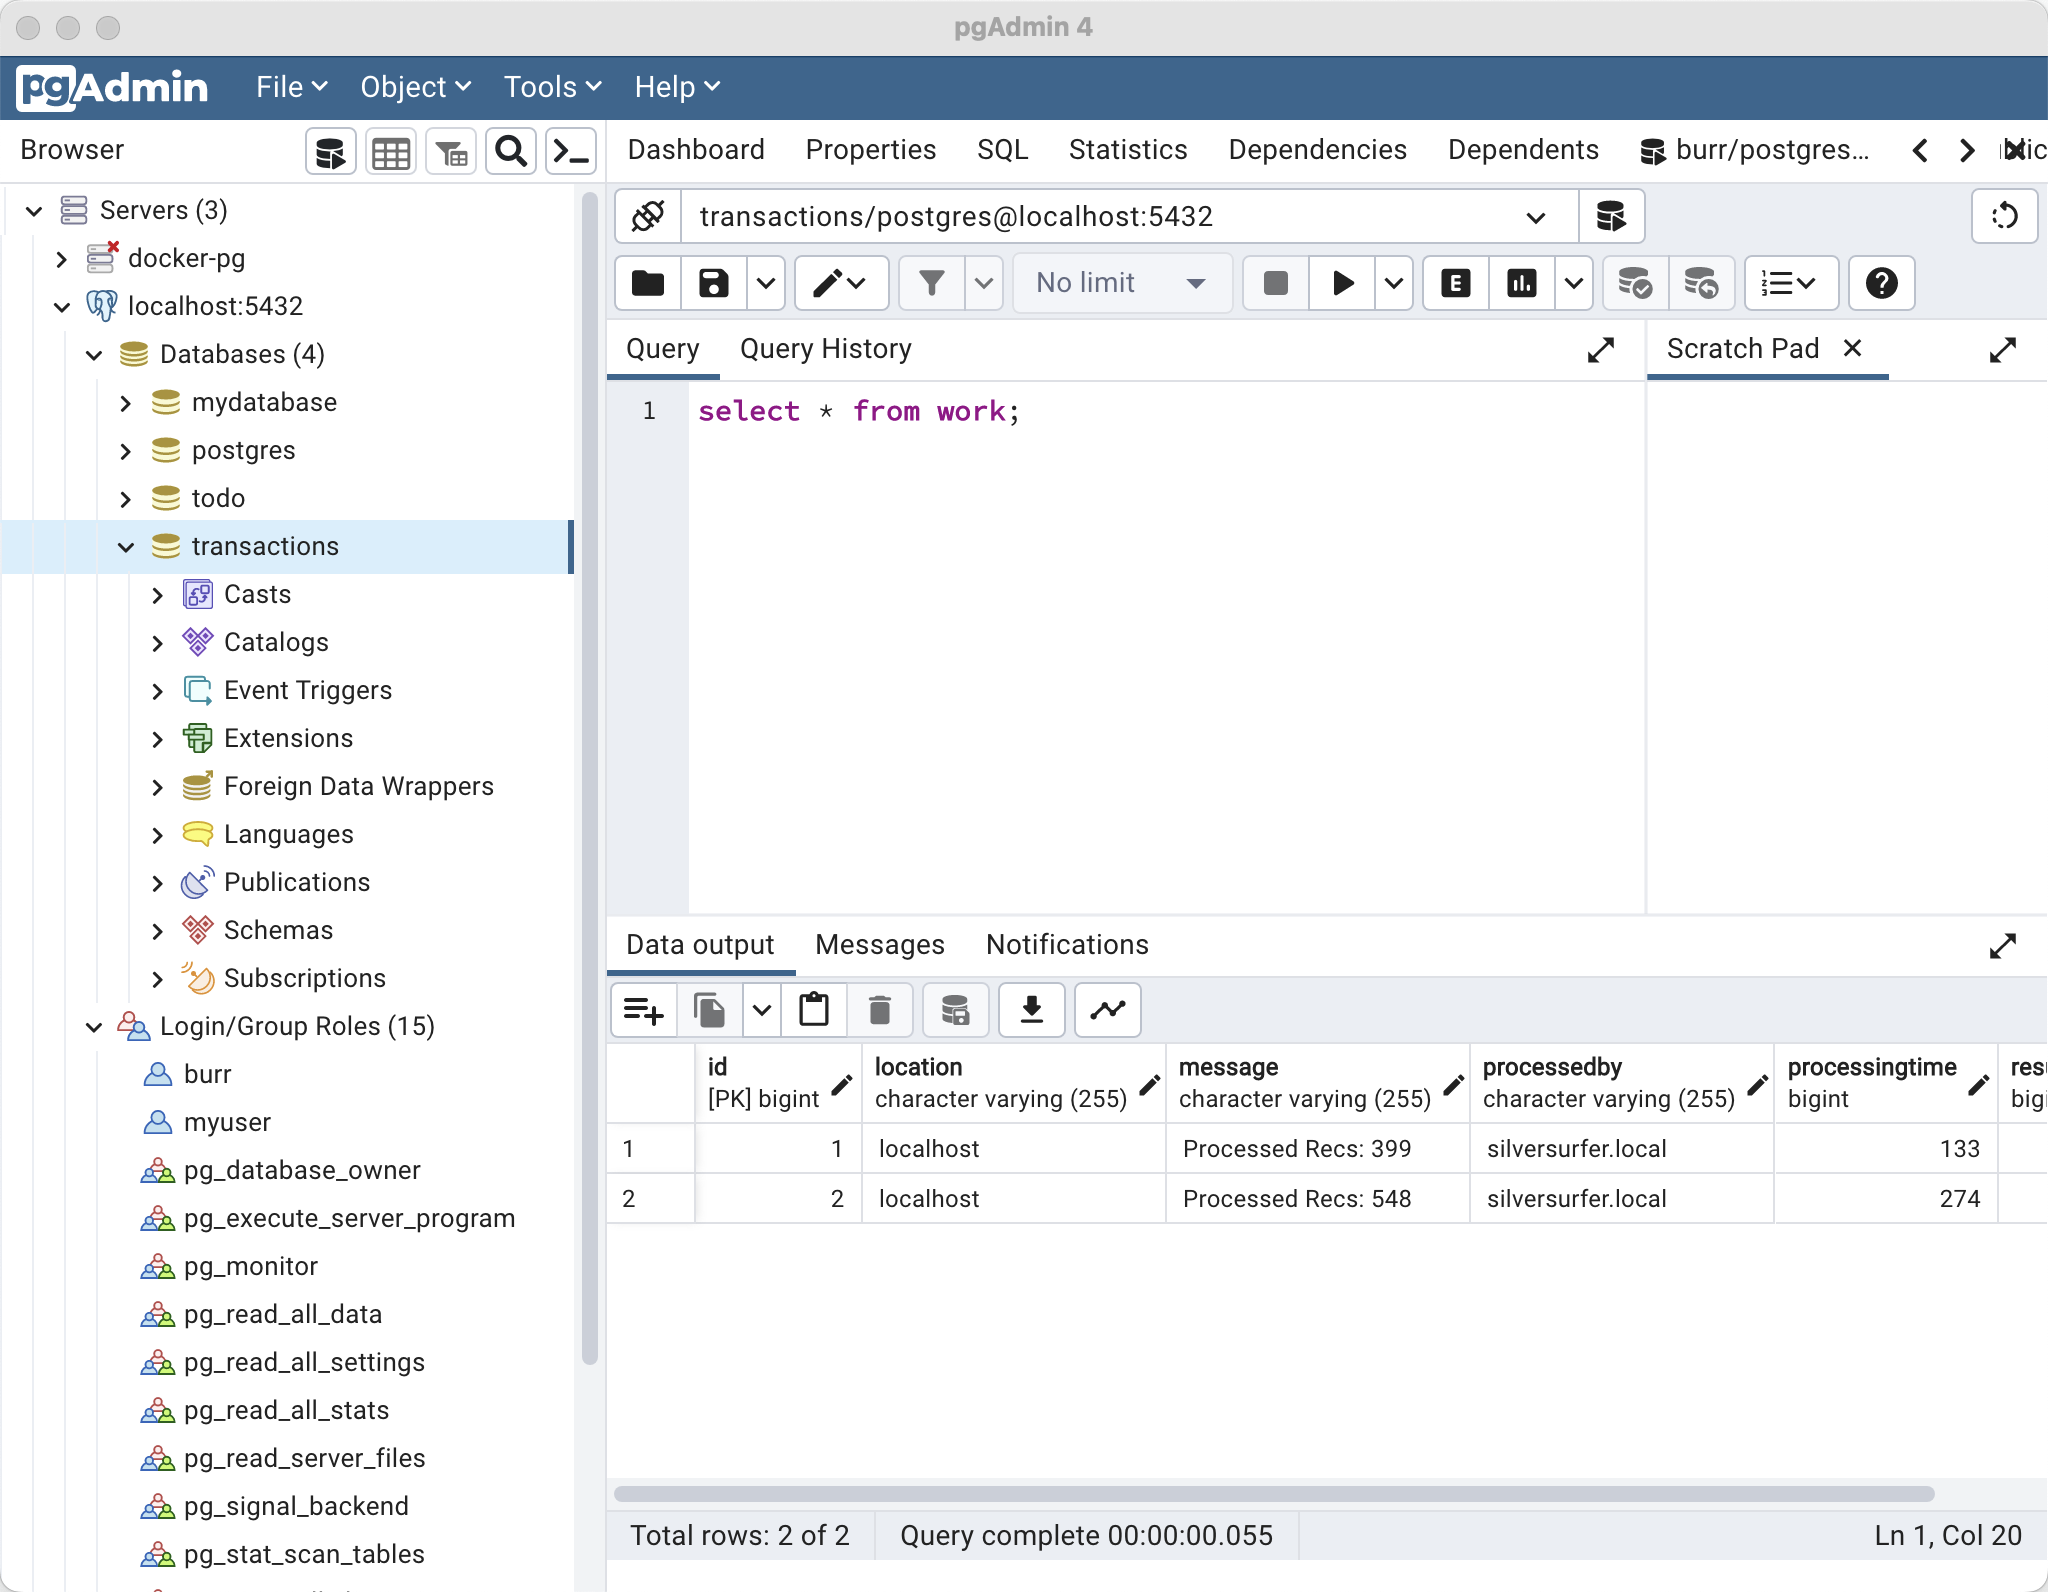 pgAdmin 4
pgAdmin File Object Tools Help
Browser
Dashboard Properties SQL Statistics Dependencies Dependents burr/postgres...
Servers (3)
docker-pg
localhost:5432
Databases (4)
mydatabase
postgres
todo
transactions
Casts
Catalogs
Event Triggers
Extensions
Foreign Data Wrappers
Languages
Publications
Schemas
Subscriptions
Login/Group Roles (15)
burr
myuser
pg_database_owner
pg_execute_server_program
pg_monitor
pg_read_all_data
pg_read_all_settings
pg_read_all_stats
pg_read_server_files
pg_signal_backend
pg_stat_scan_tables
transactions/postgres@localhost:5432
No limit E ?
Query Query History Scratch Pad
1 select * from work;
Data output Messages Notifications
id location message processedby processingtime
[PK] bigint character varying (255) character varying (255) character varying (255) bigint
1 1 localhost Processed Recs: 399 silversurfer.local 133
2 2 localhost Processed Recs: 548 silversurfer.local 274
Total rows: 2 of 2 Query complete 00:00:00.055 Ln 1, Col 20